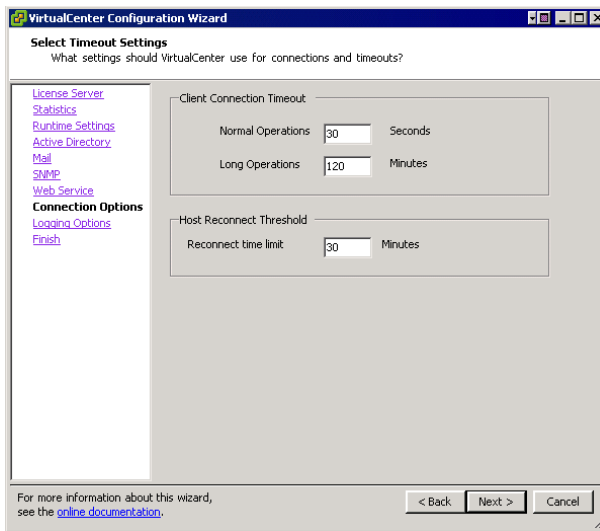 VirtualCenter Configuration Wizard
Select Timeout Settings
What settings should VirtualCenter use for connections and timeouts?
License Server
Statistics
Runtime Settings
Active Directory
Mail
SNMP
Web Service
Connection Options
Logging Options
Finish
Client Connection Timeout
Normal Operations 30 Seconds
Long Operations 120 Minutes
Host Reconnect Threshold
Reconnect time limit 30 Minutes
For more information about this wizard,
see the online documentation.
< Back Next > Cancel